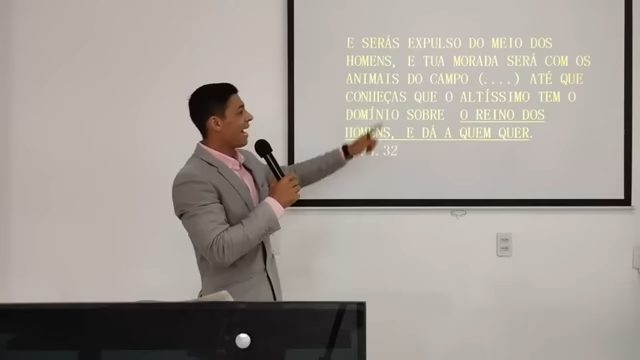 E SERÁS EXPULSO DO MEIO DOS
HOMENS, E TUA MORADA SERÁ COM OS
ANIMAIS DO CAMPO (....) ATÉ QUE
CONHEÇAS QUE O ALTÍSSIMO TEM O
DOMÍNIO SOBRE O REINO DOS
HOMENS, E DÁ A QUEM QUER.
32